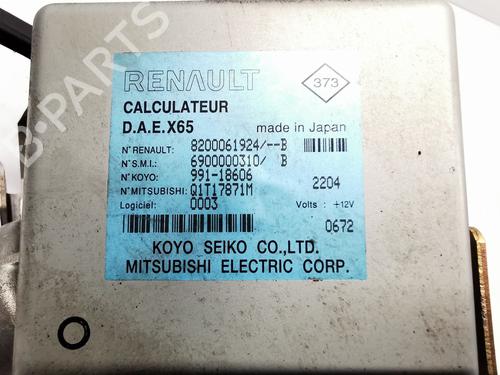 RENAULT
373
CALCULATEUR
D.A.E.X65
made in Japan
N° RENAULT: 8200061924/--B
N° S.M.I.: 6900000310/ B
N° KOYO: 991-18606
N° MITSUBISHI: Q1T17871M 2204
Logiciel: 0003 Volts : +12V
0672
KOYO SEIKO CO.,LTD.
MITSUBISHI ELECTRIC CORP.